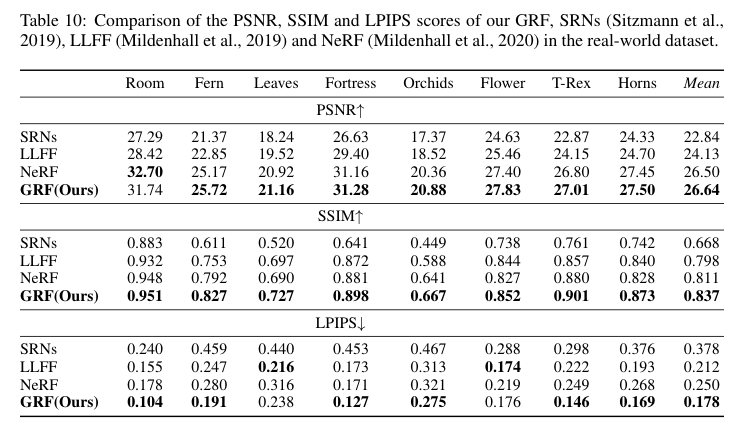 Table 10: Comparison of the PSNR, SSIM and LPIPS scores of our GRF, SRNs (Sitzmann et al.,
2019), LLFF (Mildenhall et al., 2019) and NeRF (Mildenhall et al., 2020) in the real-world dataset.
Room Fern Leaves Fortress Orchids Flower T-Rex Horns Mean
PSNR↑
SRNs 27.29 21.37 18.24 26.63 17.37 24.63 22.87 24.33 22.84
LLFF 28.42 22.85 19.52 29.40 18.52 25.46 24.15 24.70 24.13
NeRF 32.70 25.17 20.92 31.16 20.36 27.40 26.80 27.45 26.50
GRF(Ours) 31.74 25.72 21.16 31.28 20.88 27.83 27.01 27.50 26.64
SSIM↑
SRNs 0.883 0.611 0.520 0.641 0.449 0.738 0.761 0.742 0.668
LLFF 0.932 0.753 0.697 0.872 0.588 0.844 0.857 0.840 0.798
NeRF 0.948 0.792 0.690 0.881 0.641 0.827 0.880 0.828 0.811
GRF(Ours) 0.951 0.827 0.727 0.898 0.667 0.852 0.901 0.873 0.837
LPIPS↓
SRNs 0.240 0.459 0.440 0.453 0.467 0.288 0.298 0.376 0.378
LLFF 0.155 0.247 0.216 0.173 0.313 0.174 0.222 0.193 0.212
NeRF 0.178 0.280 0.316 0.171 0.321 0.219 0.249 0.268 0.250
GRF(Ours) 0.104 0.191 0.238 0.127 0.275 0.176 0.146 0.169 0.178